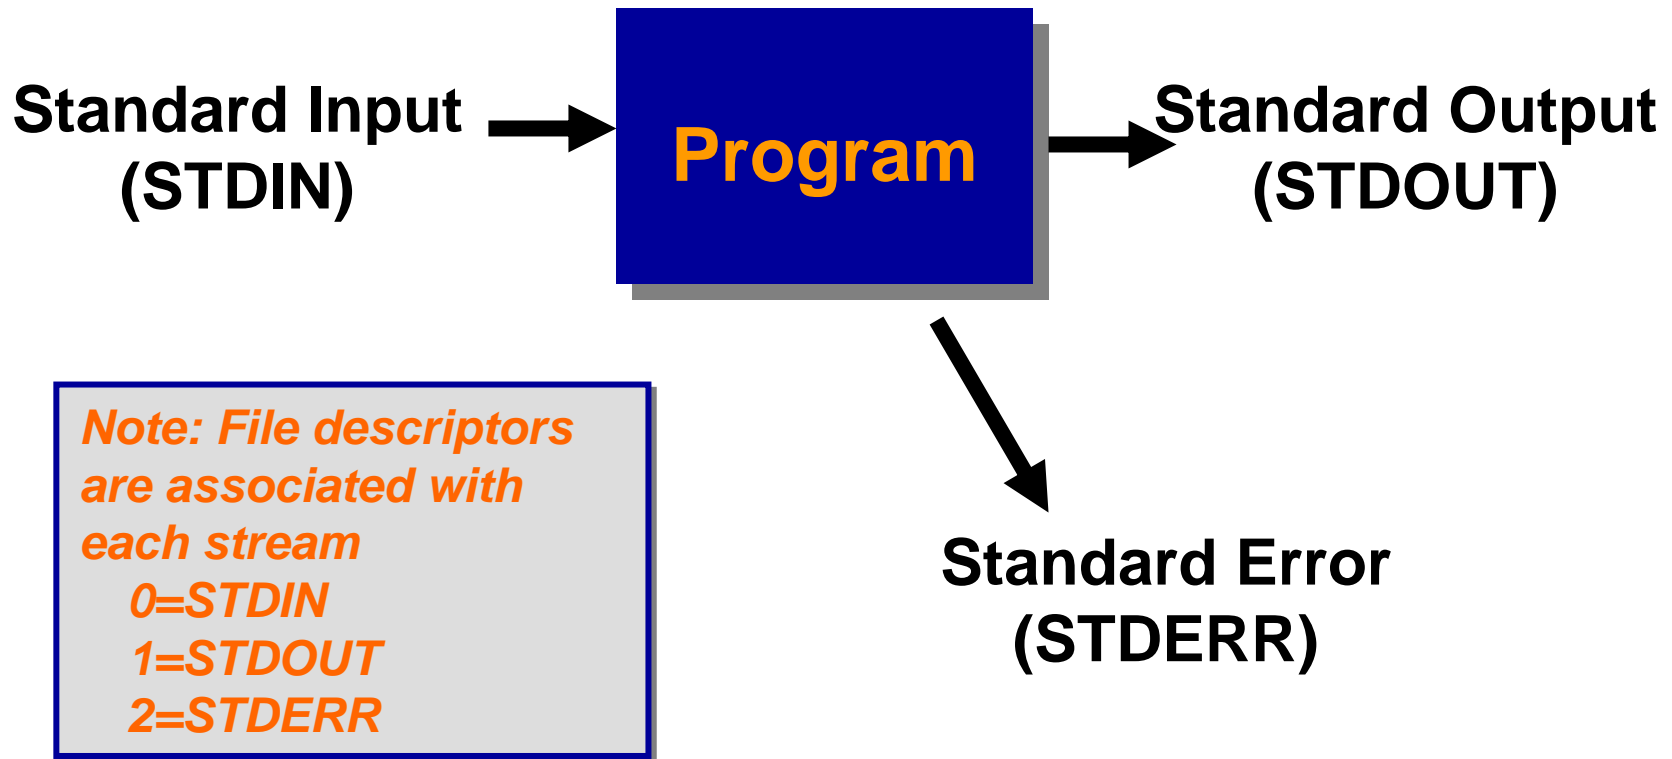 Standard Input
(STDIN)
Program
Standard Output
(STDOUT)
Standard Error
(STDERR)
Note: File descriptors
are associated with
each stream
0=STDIN
1=STDOUT
2=STDERR